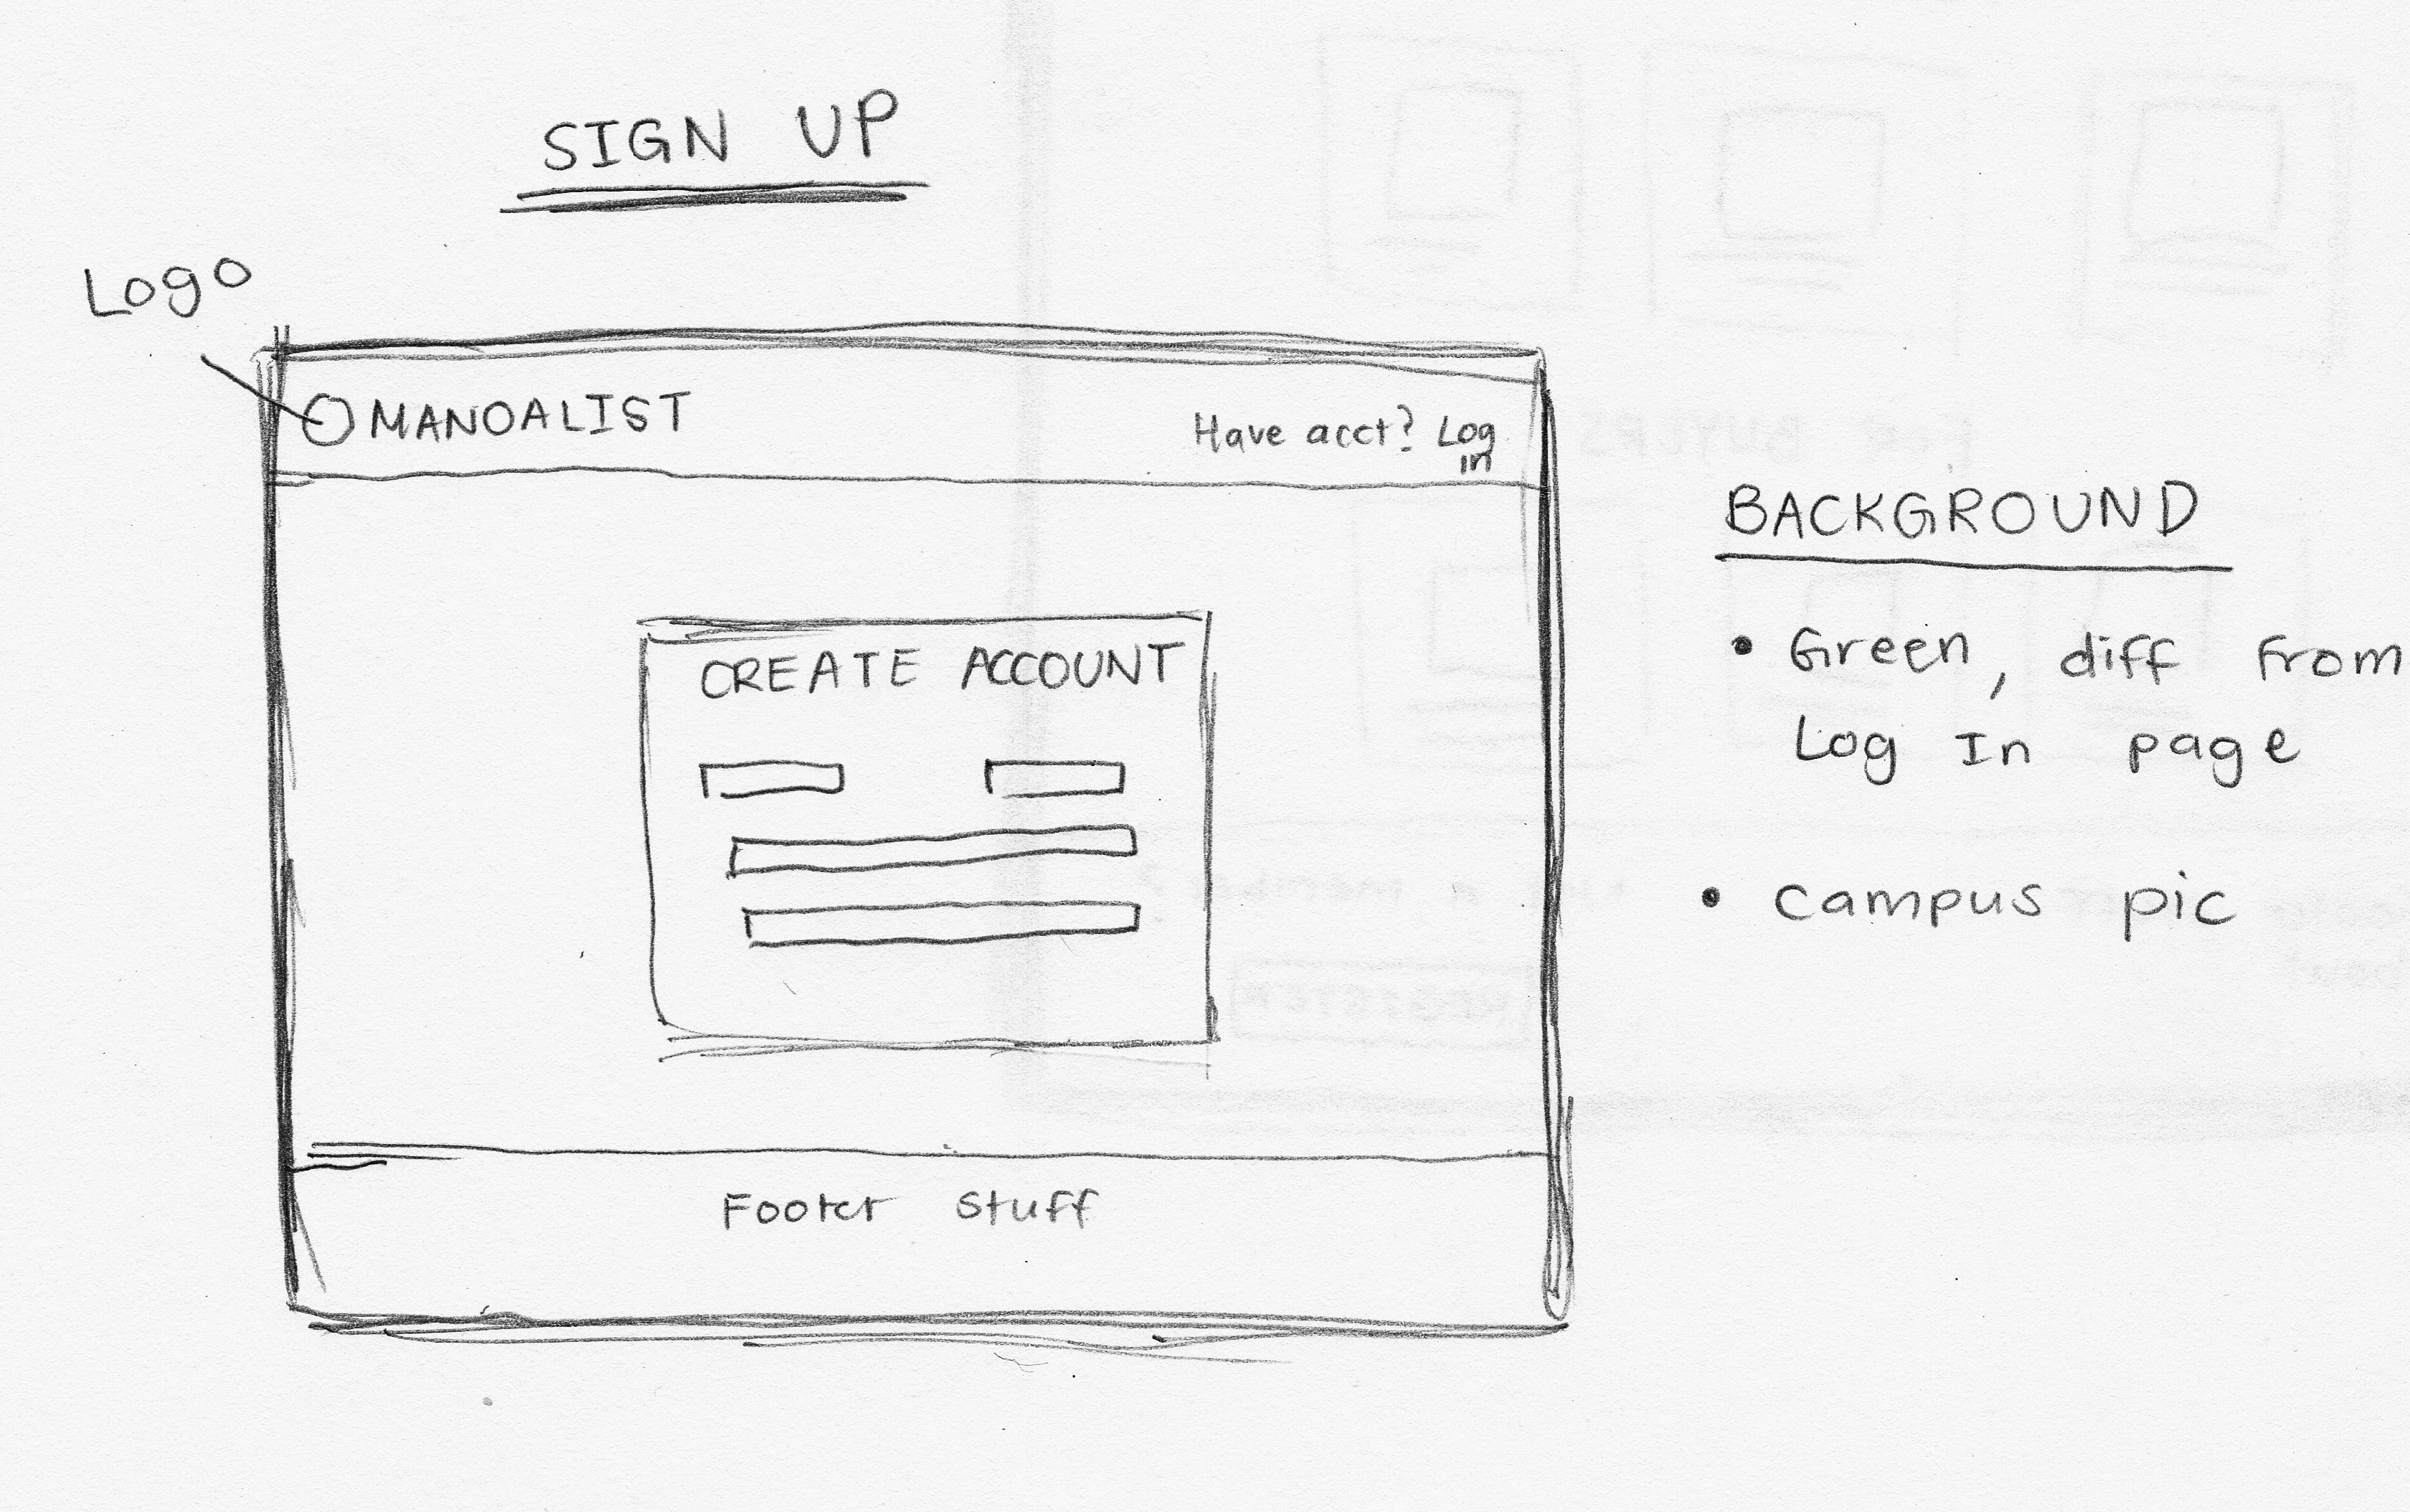 SIGN UP
Logo
MANOALIST
Have acct? Log
in
CREATE ACCOUNT
Footer Stuff
BACKGROUND
• Green, diff from
Log In page
• campus pic